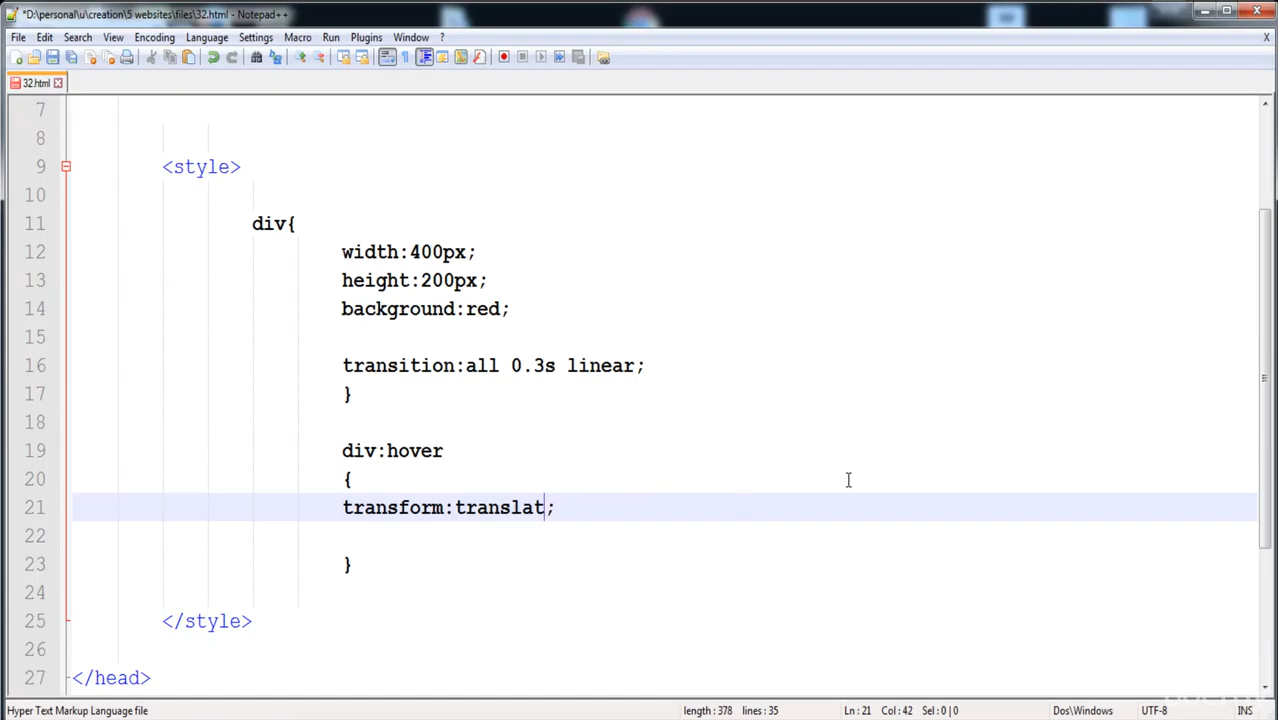 *D:\personal\u\creation\5 websites\files\32.html - Notepad++
File Edit Search View Encoding Language Settings Macro Run Plugins Window ? X
32.html
7
8
9 <style>
10
11 div{
12 width:400px;
13 height:200px;
14 background:red;
15
16 transition:all 0.3s linear;
17 }
18
19 div:hover
20 {
21 transform:translat;
22
23 }
24
25 </style>
26
27 </head>
Hyper Text Markup Language file length : 378 lines : 35 Ln : 21 Col : 42 Sel : 0 | 0 Dos\Windows UTF-8 INS